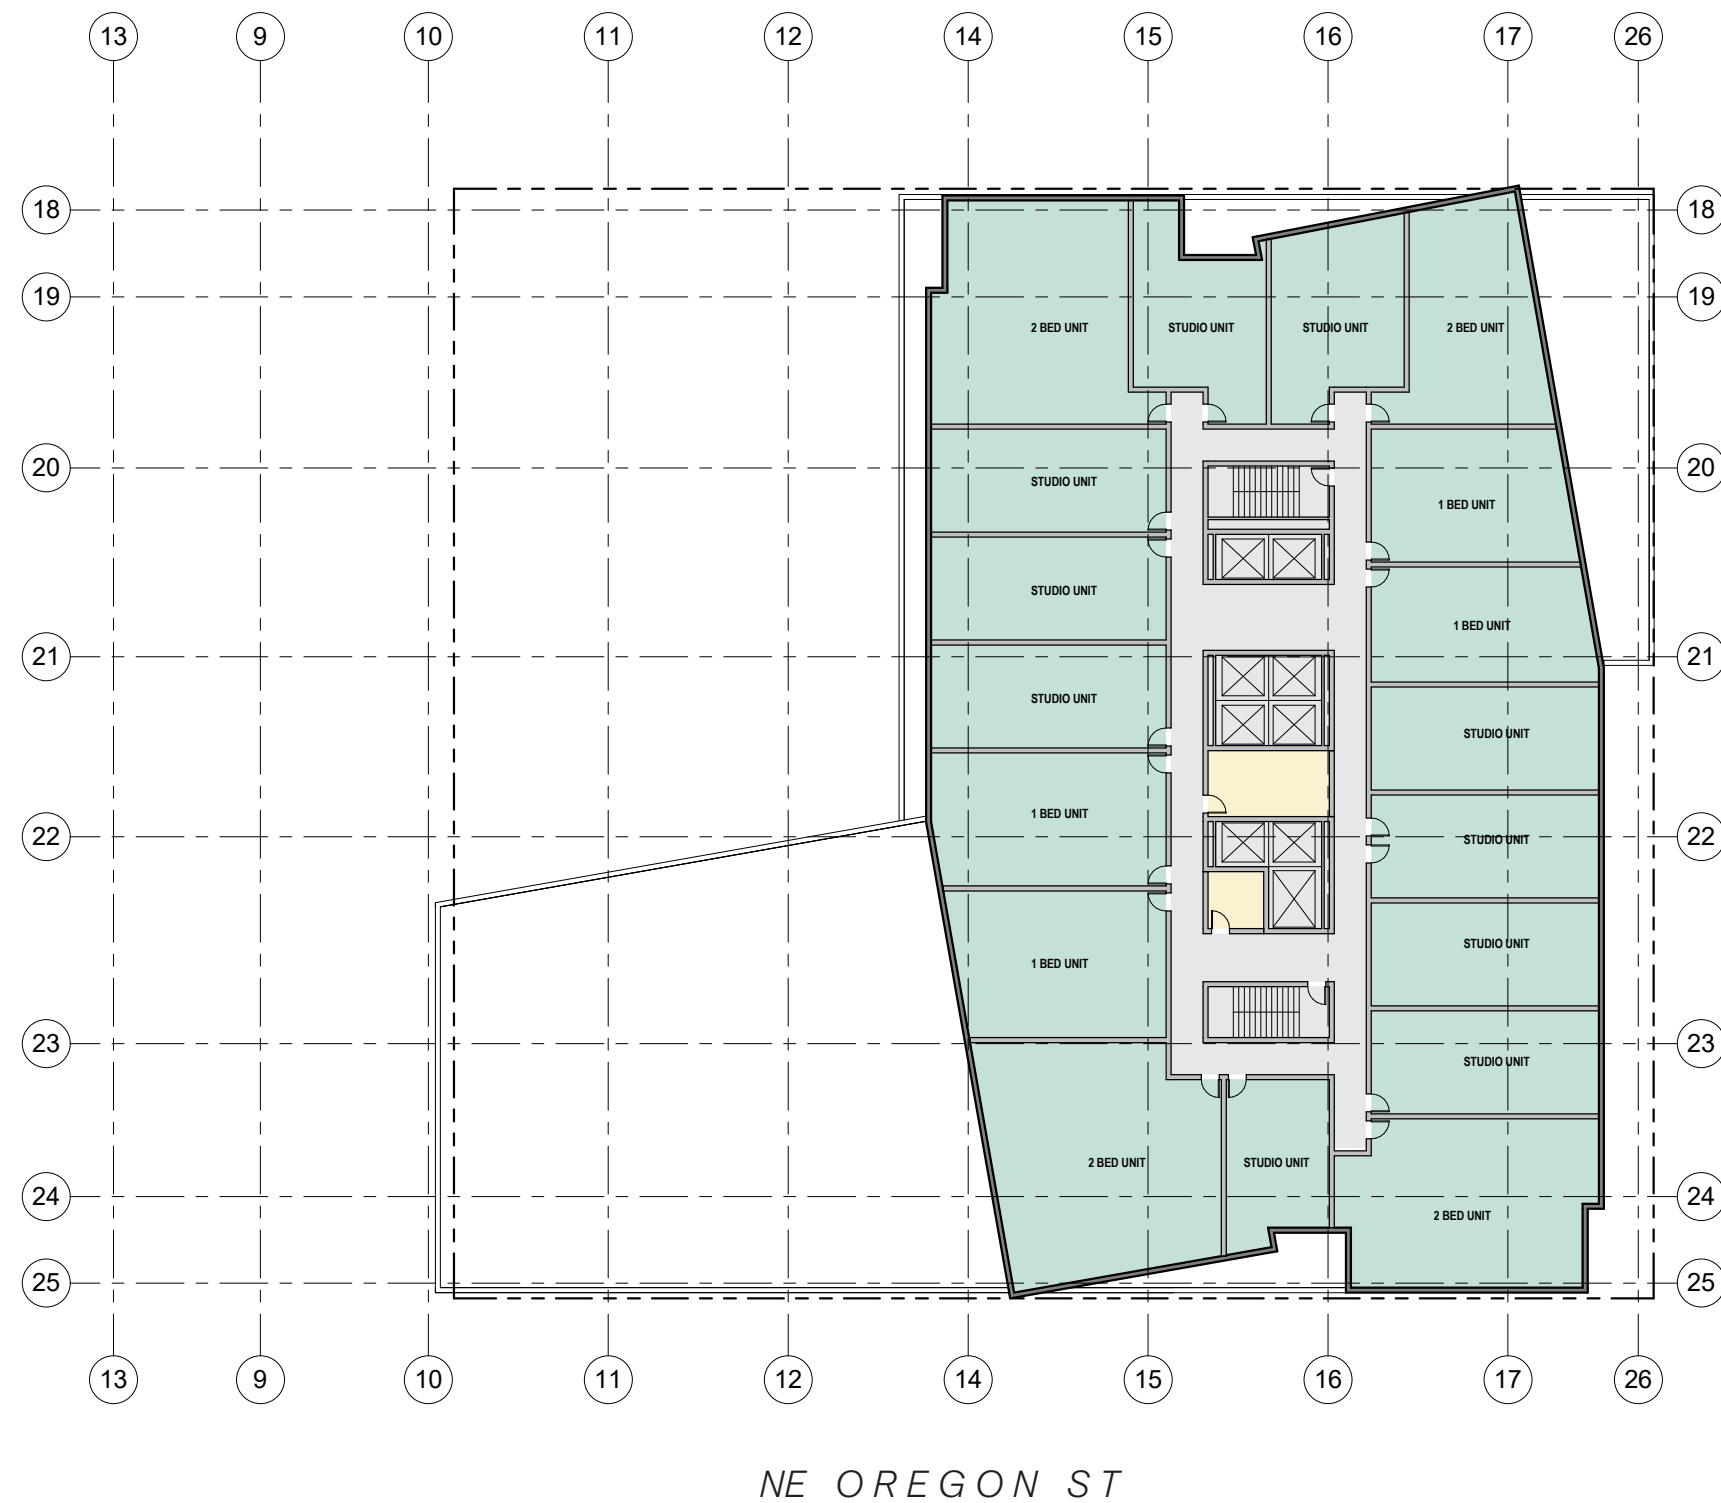 13 9 10 11 12 14 15 16 17 26
18 18
19 19
2 BED UNIT STUDIO UNIT STUDIO UNIT 2 BED UNIT
20 20
STUDIO UNIT
1 BED UNIT
STUDIO UNIT
1 BED UNIT
21 21
STUDIO UNIT
STUDIO UNIT
1 BED UNIT
22 STUDIO UNIT 22
STUDIO UNIT
1 BED UNIT
23 23
STUDIO UNIT
2 BED UNIT STUDIO UNIT
24 24
2 BED UNIT
25 25
13 9 10 11 12 14 15 16 17 26
NE OREGON ST